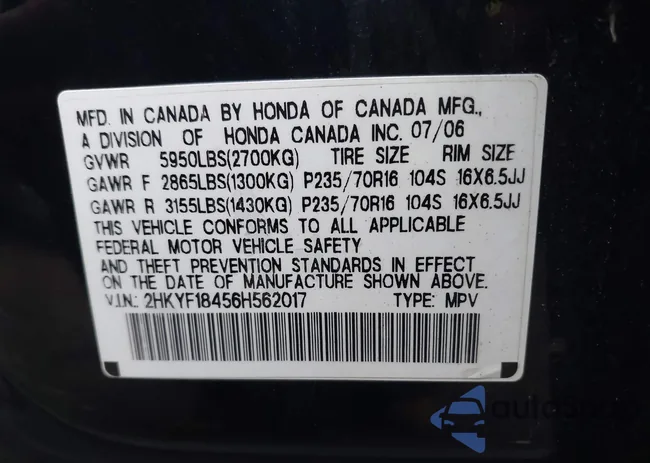 MFD. IN CANADA BY HONDA OF CANADA MFG.,
A DIVISION OF HONDA CANADA INC. 07/06
GVWR 5950LBS(2700KG) TIRE SIZE RIM SIZE
GAWR F 2865LBS(1300KG) P235/70R16 104S 16X6.5JJ
GAWR R 3155LBS(1430KG) P235/70R16 104S 16X6.5JJ
THIS VEHICLE CONFORMS TO ALL APPLICABLE
FEDERAL MOTOR VEHICLE SAFETY
AND THEFT PREVENTION STANDARDS IN EFFECT
ON THE DATE OF MANUFACTURE SHOWN ABOVE.
V.I.N.: 2HKYF18456H562017 TYPE: MPV